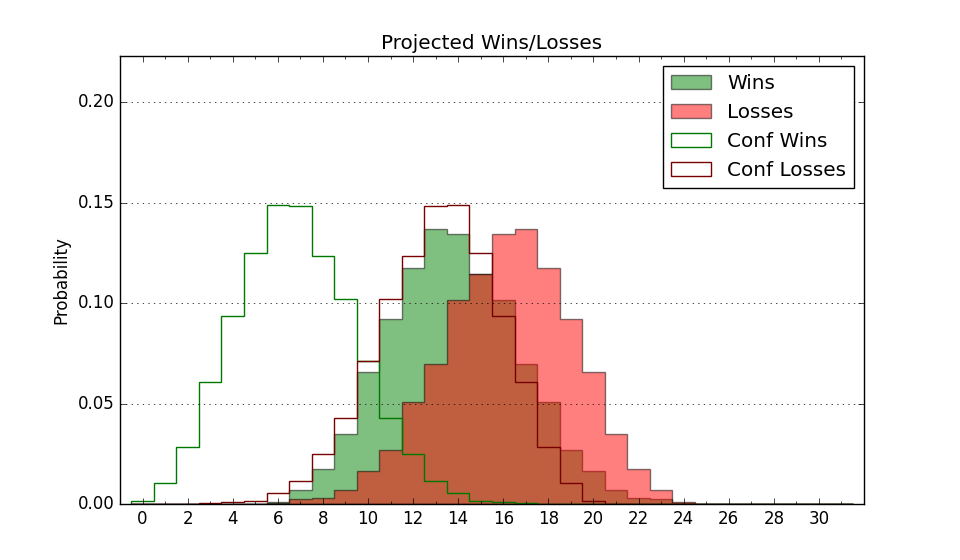 Projected Wins/Losses
Wins
Losses
Conf Wins
Conf Losses
Probability
0.20
0.15
0.10
0.05
0.00
0 2 4 6 8 10 12 14 16 18 20 22 24 26 28 30